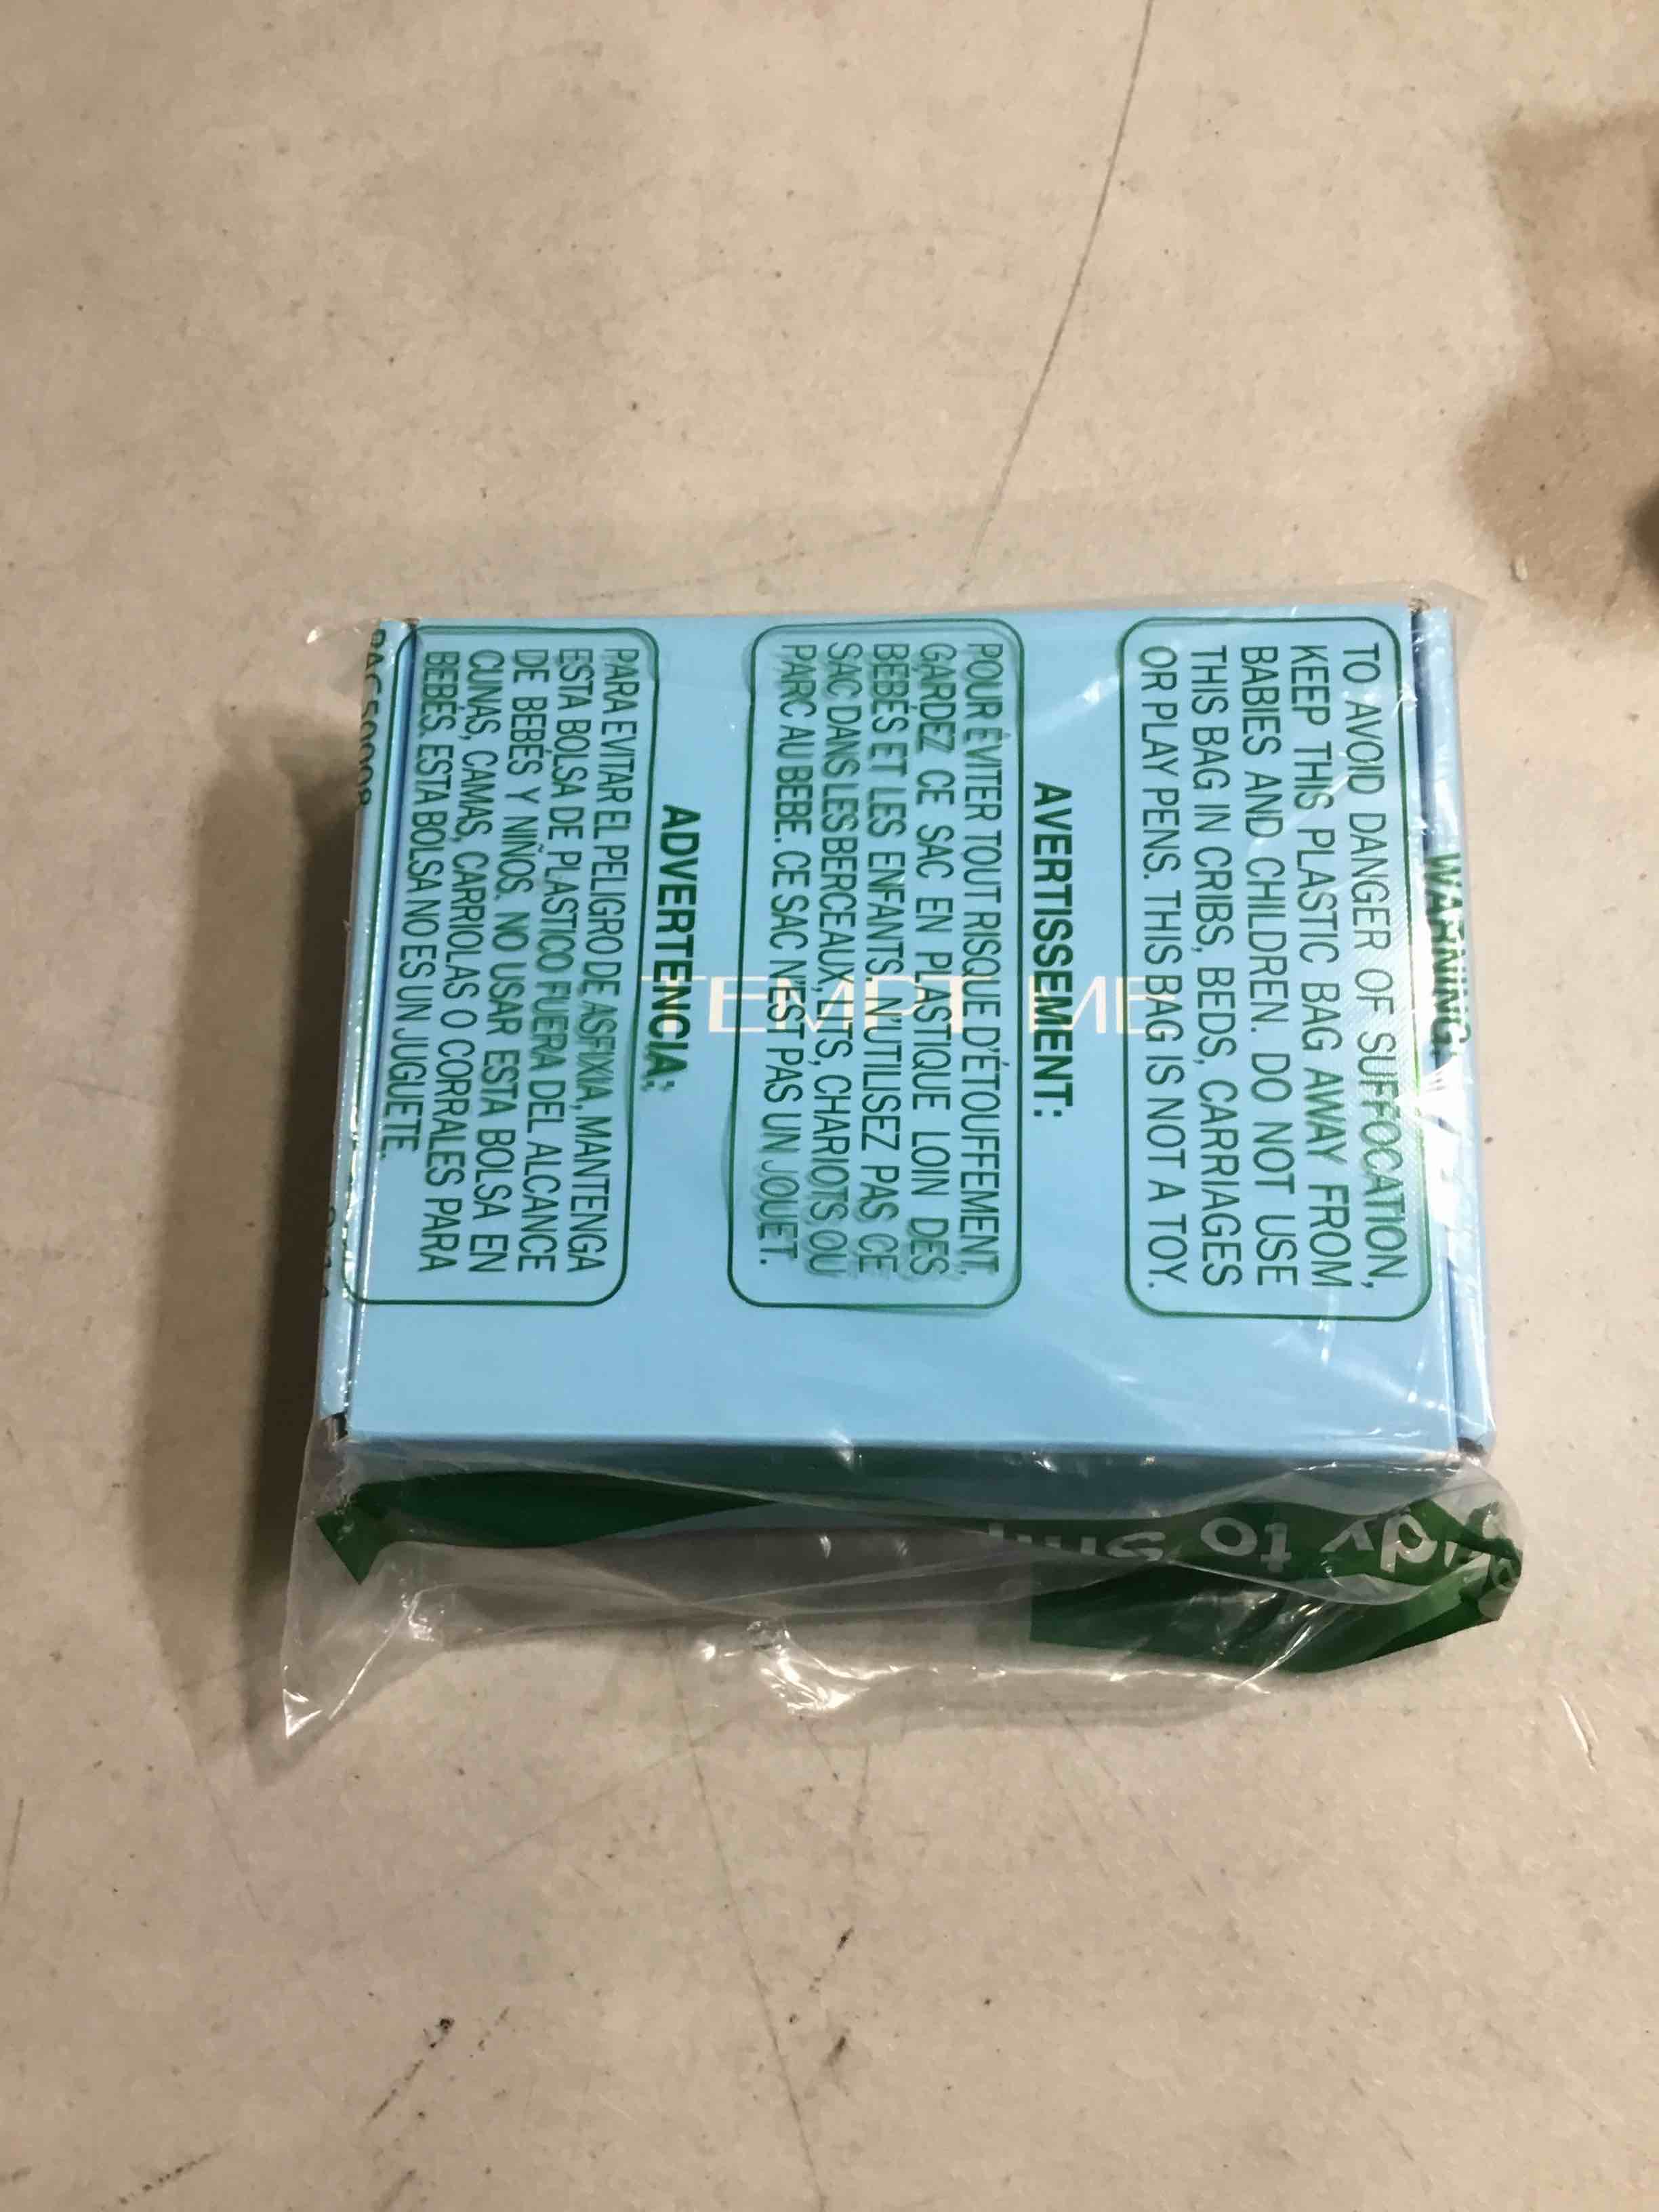 WARNING
TO AVOID DANGER OF SUFFOCATION,
KEEP THIS PLASTIC BAG AWAY FROM
BABIES AND CHILDREN. DO NOT USE
THIS BAG IN CRIBS, BEDS, CARRIAGES
OR PLAY PENS. THIS BAG IS NOT A TOY.
AVERTISSEMENT:
POUR ÉVITER TOUT RISQUE D'ÉTOUFFEMENT,
GARDEZ CE SAC EN PLASTIQUE LOIN DES
BEBÉS ET LES ENFANTS. N'UTILISEZ PAS CE
SAC DANS LES BERCEAUX, LITS, CHARIOTS OU
PARC AU BEBE. CE SAC N'EST PAS UN JOUET.
ADVERTENCIA:
PARA EVITAR EL PELIGRO DE ASFIXIA, MANTENGA
ESTA BOLSA DE PLASTICO FUERA DEL ALCANCE
DE BEBÉS Y NIÑOS. NO USAR ESTA BOLSA EN
CUNAS, CAMAS, CARRIOLAS O CORRALES PARA
BEBÉS. ESTA BOLSA NO ES UN JUGUETE.
TEMPT ME
to